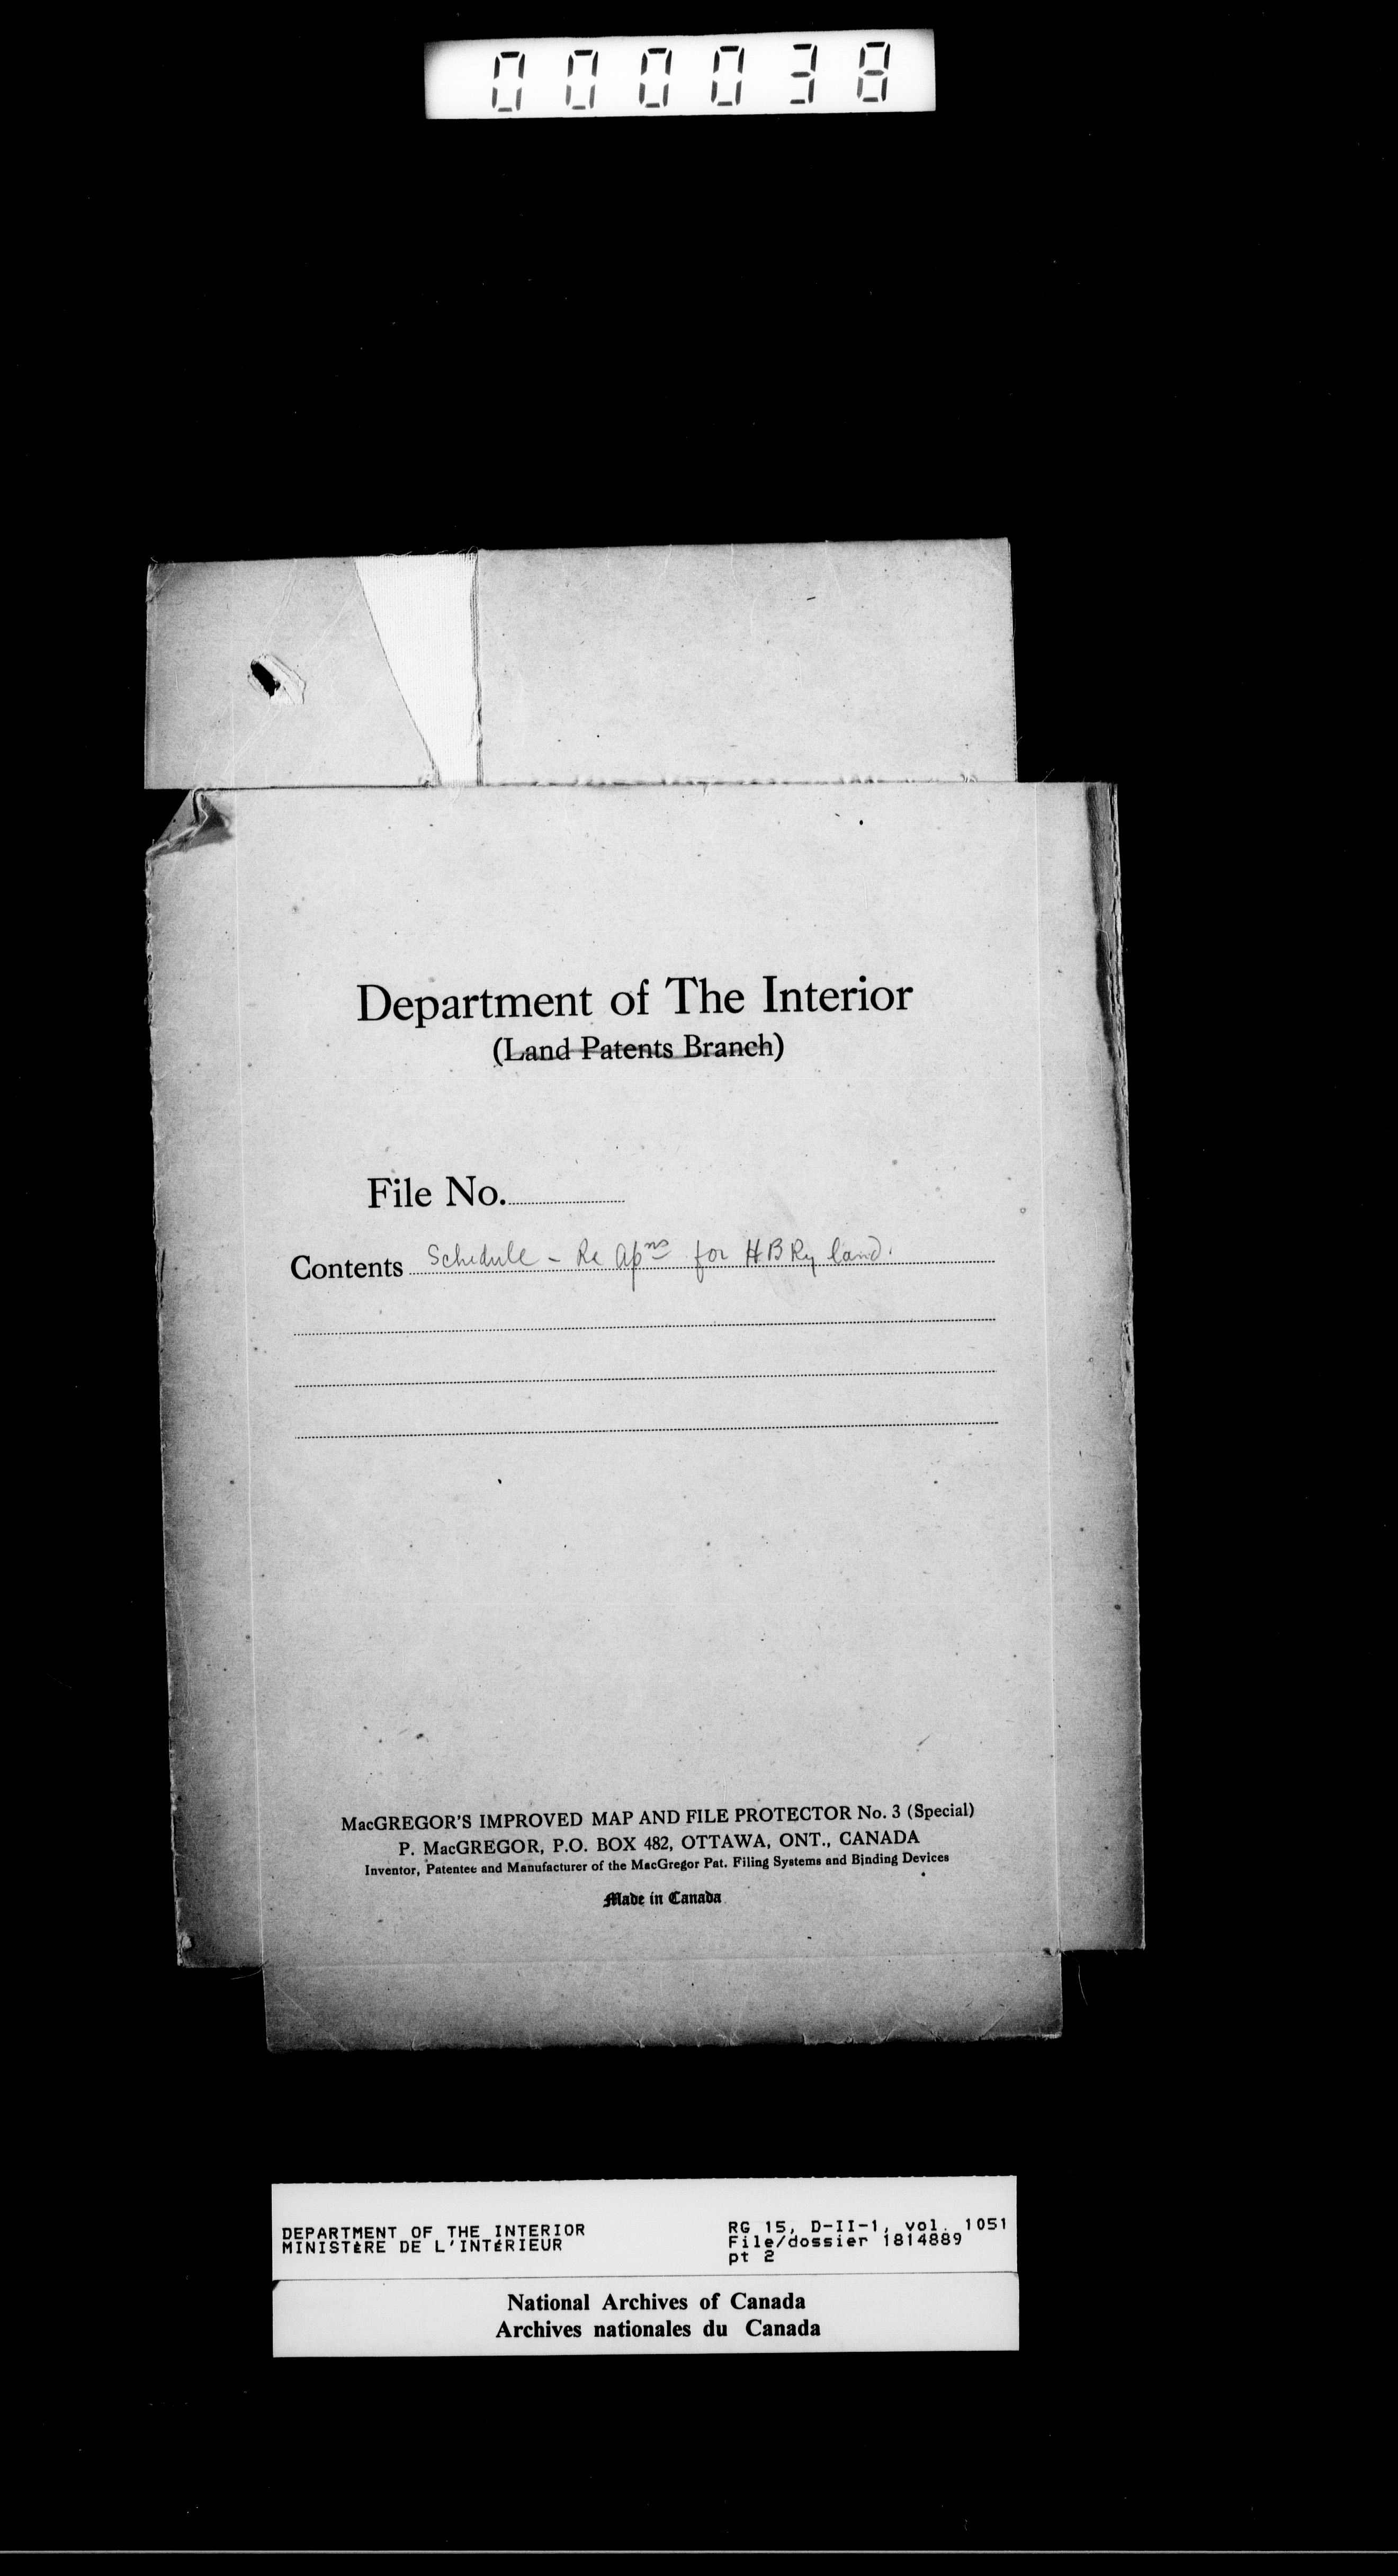 000038
Department of The Interior
(Land Patents Branch)
File No.
Contents Schedule - Re Apns for HBRy land.
MacGREGOR'S IMPROVED MAP AND FILE PROTECTOR No. 3 (Special)
P. MacGREGOR, P.O. BOX 482, OTTAWA, ONT., CANADA
Inventor, Patentee and Manufacturer of the MacGregor Pat. Filing Systems and Binding Devices
Made in Canada
DEPARTMENT OF THE INTERIOR
MINISTÈRE DE L'INTÉRIEUR
RG 15, D-II-1, vol. 1051
File/dossier 1814889
pt 2
National Archives of Canada
Archives nationales du Canada